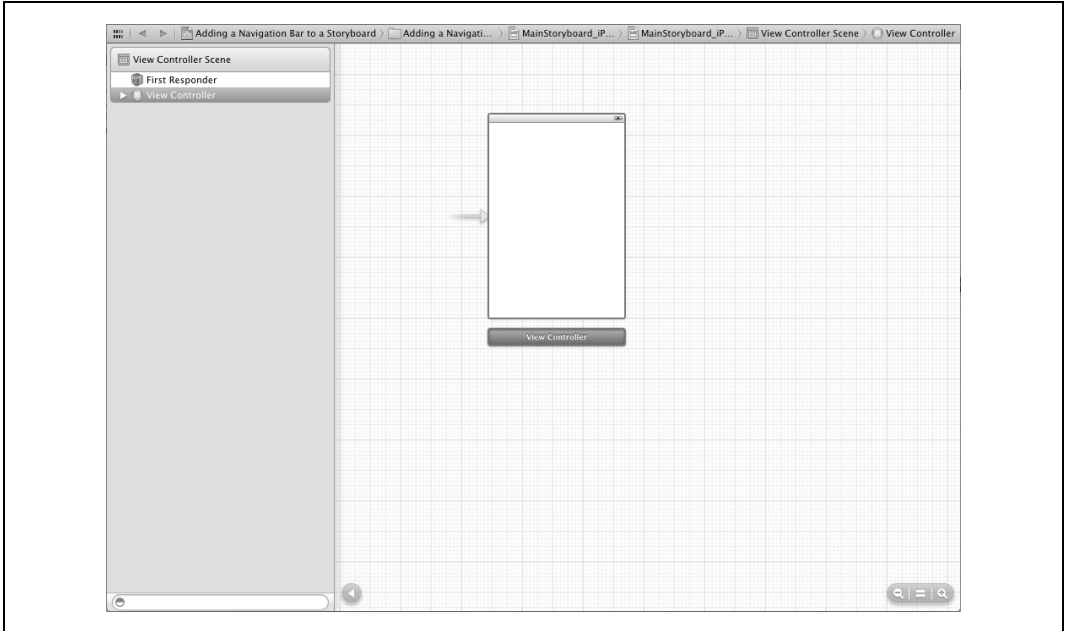 Adding a Navigation Bar to a Storyboard Adding a Navigati... MainStoryboard_iP... MainStoryboard_iP... View Controller Scene View Controller
View Controller Scene
First Responder
View Controller
View Controller